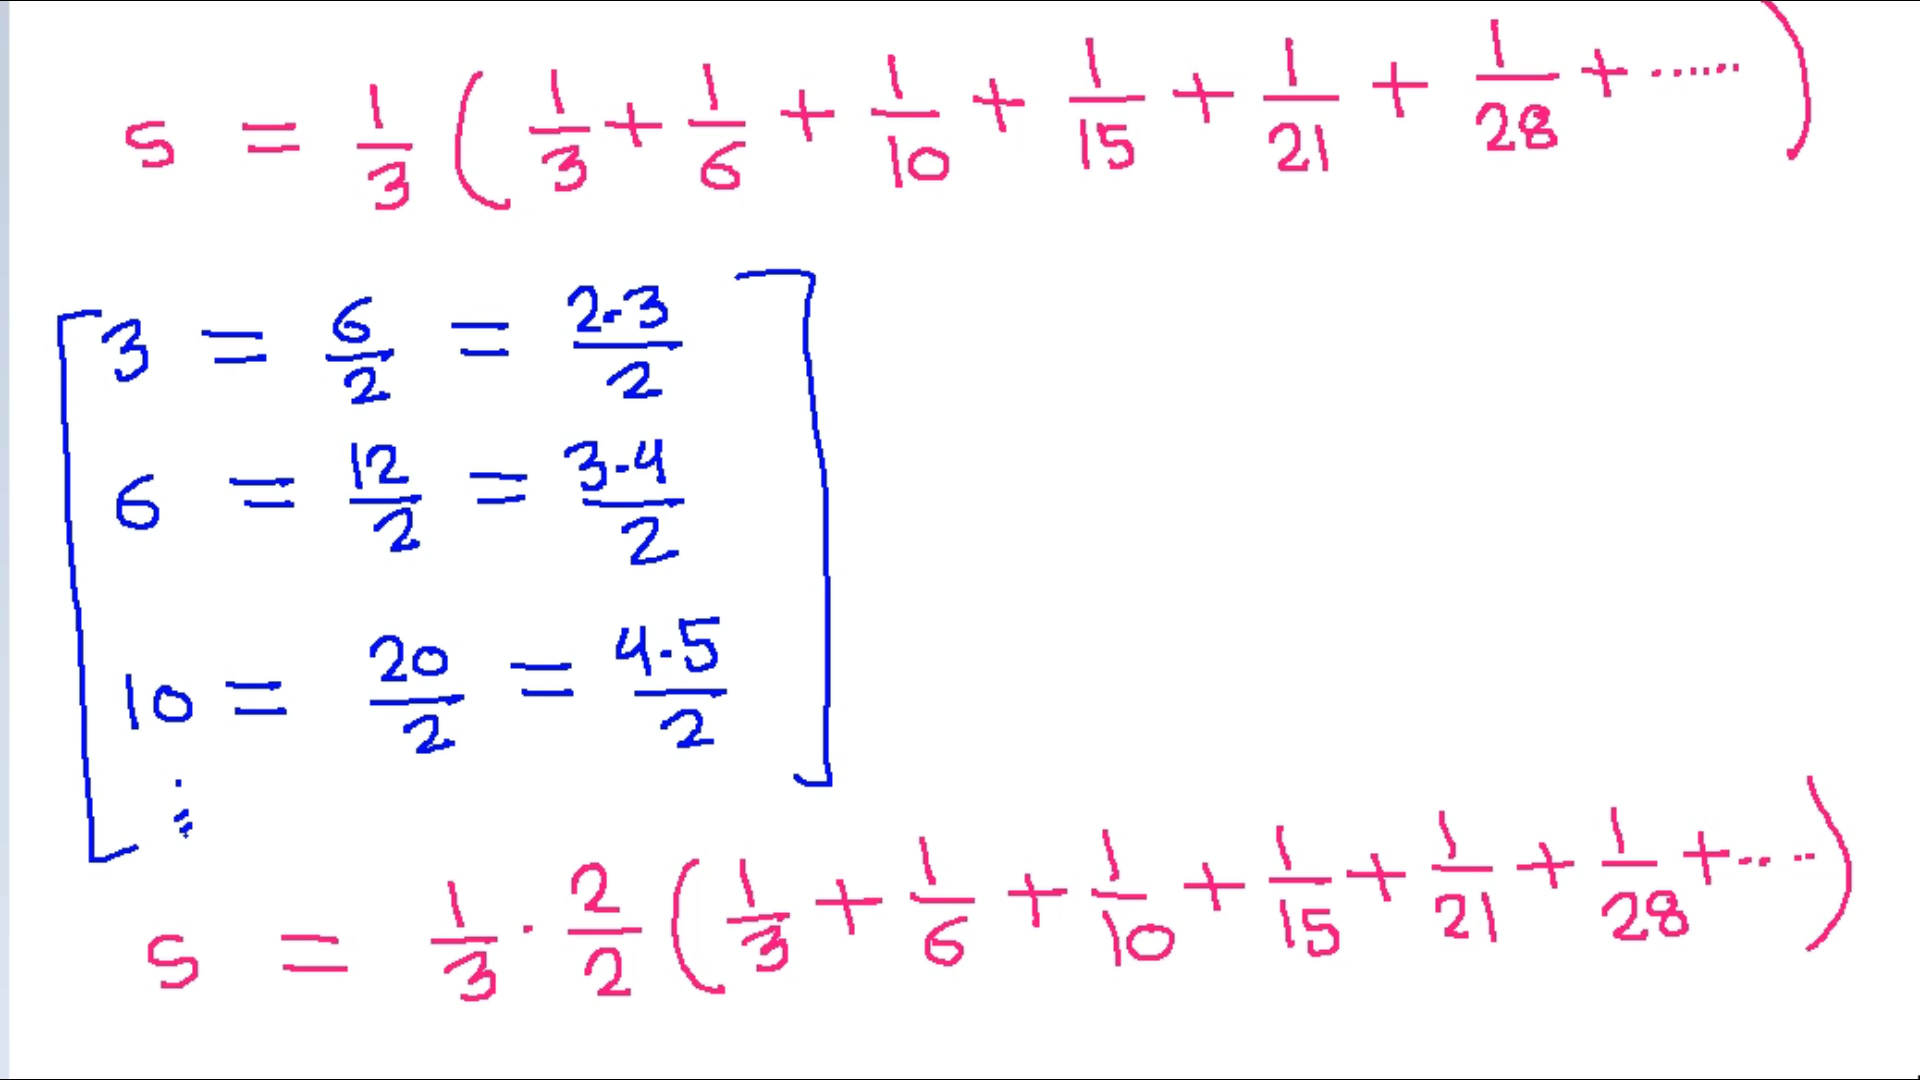 s = 1/3 ( 1/3 + 1/6 + 1/10 + 1/15 + 1/21 + 1/28 + ...... )
[ 3 = 6/2 = 2·3/2
6 = 12/2 = 3·4/2
10 = 20/2 = 4·5/2 ]
⋮
s = 1/3 · 2/2 ( 1/3 + 1/6 + 1/10 + 1/15 + 1/21 + 1/28 + ..... )